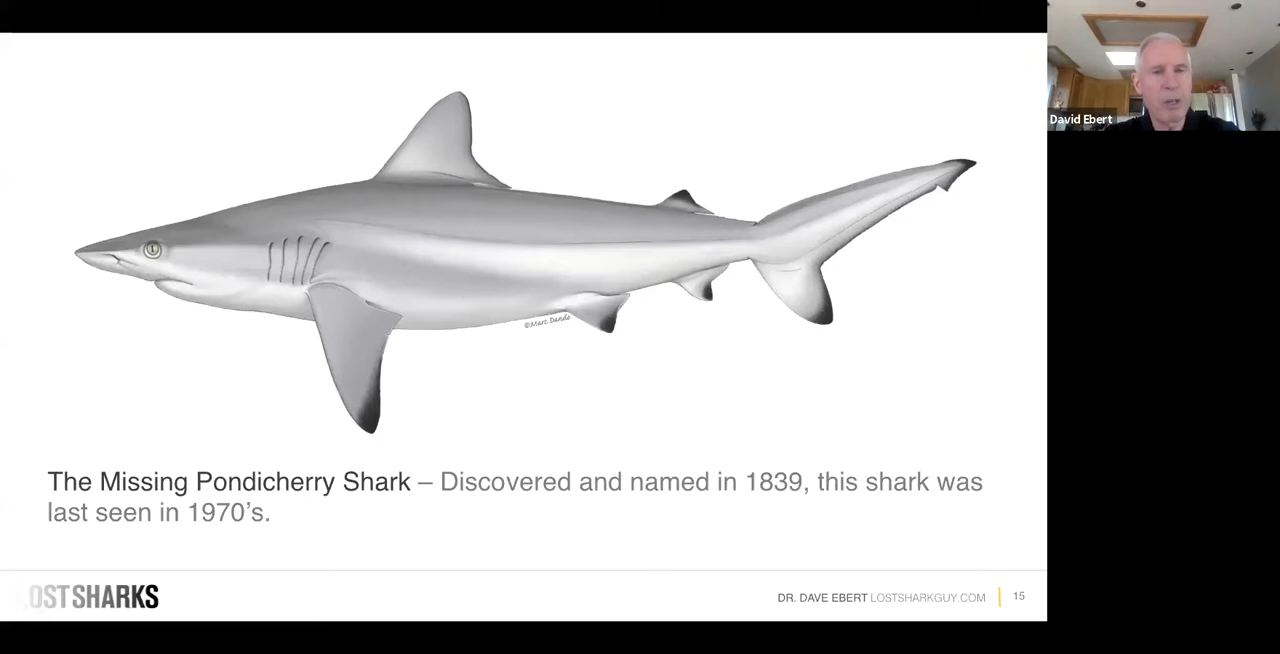 David Ebert
©Marc Dando
The Missing Pondicherry Shark – Discovered and named in 1839, this shark was
last seen in 1970’s.
LOSTSHARKS
DR. DAVE EBERT LOSTSHARKGUY.COM
15